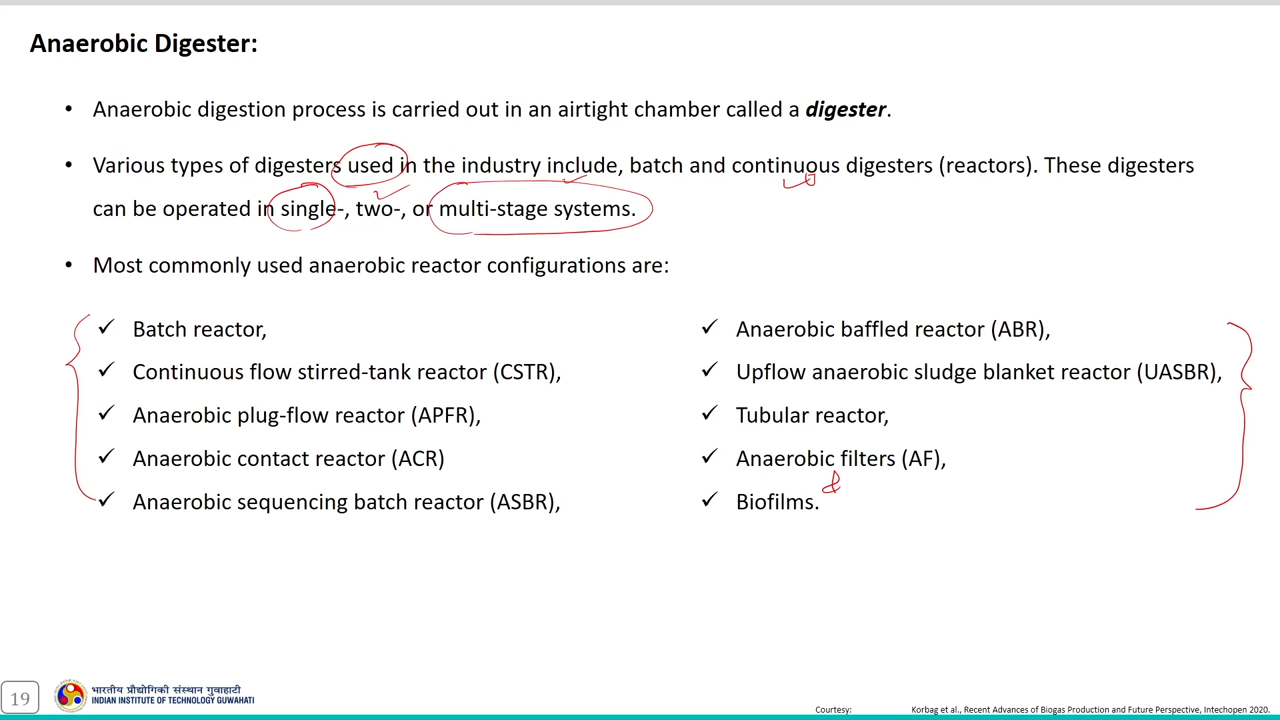 Anaerobic Digester:
• Anaerobic digestion process is carried out in an airtight chamber called a digester.
• Various types of digesters used in the industry include, batch and continuous digesters (reactors). These digesters
can be operated in single-, two-, or multi-stage systems.
• Most commonly used anaerobic reactor configurations are:
✓ Batch reactor,
✓ Continuous flow stirred-tank reactor (CSTR),
✓ Anaerobic plug-flow reactor (APFR),
✓ Anaerobic contact reactor (ACR)
✓ Anaerobic sequencing batch reactor (ASBR),
✓ Anaerobic baffled reactor (ABR),
✓ Upflow anaerobic sludge blanket reactor (UASBR),
✓ Tubular reactor,
✓ Anaerobic filters (AF),
&
✓ Biofilms.
19
भारतीय प्रौद्योगिकी संस्थान गुवाहाटी
INDIAN INSTITUTE OF TECHNOLOGY GUWAHATI
Courtesy: Korbag et al., Recent Advances of Biogas Production and Future Perspective, Intechopen 2020.